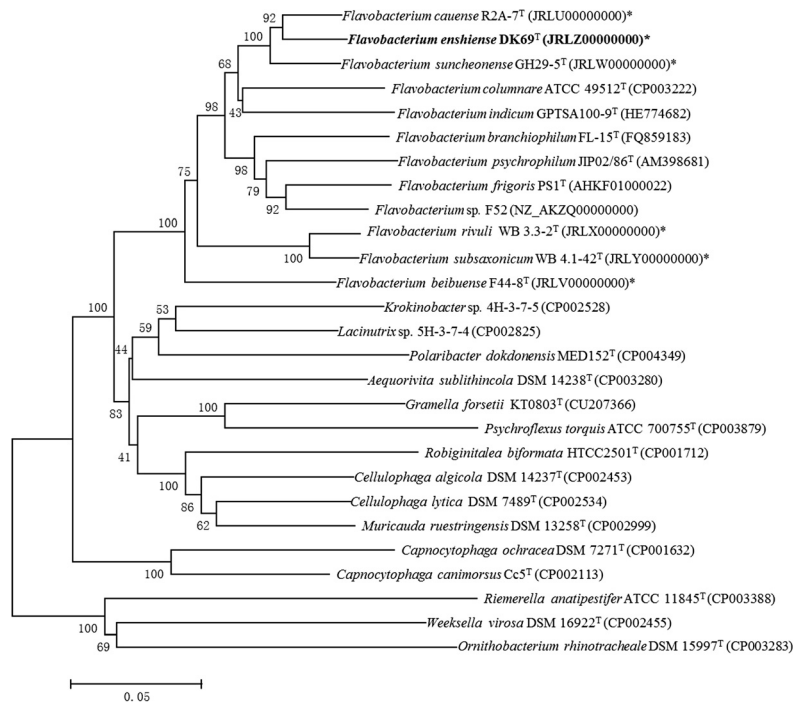 92
Flavobacterium cauense R2A-7ᵀ (JRLU00000000)*
100
Flavobacterium enshiense DK69ᵀ (JRLZ00000000)*
68
Flavobacterium suncheonense GH29-5ᵀ (JRLW00000000)*
Flavobacterium columnare ATCC 49512ᵀ (CP003222)
98
43
Flavobacterium indicum GPTSA100-9ᵀ (HE774682)
Flavobacterium branchiophilum FL-15ᵀ (FQ859183)
75
98
Flavobacterium psychrophilum JIP02/86ᵀ (AM398681)
79
Flavobacterium frigoris PS1ᵀ (AHKF01000022)
92
Flavobacterium sp. F52 (NZ_AKZQ00000000)
100
Flavobacterium rivuli WB 3.3-2ᵀ (JRLX00000000)*
100
Flavobacterium subsaxonicum WB 4.1-42ᵀ (JRLY00000000)*
Flavobacterium beibuense F44-8ᵀ (JRLV00000000)*
100
53
Krokinobacter sp. 4H-3-7-5 (CP002528)
59
Lacinutrix sp. 5H-3-7-4 (CP002825)
44
Polaribacter dokdonensis MED152ᵀ (CP004349)
Aequorivita sublithincola DSM 14238ᵀ (CP003280)
83
100
Gramella forsetii KT0803ᵀ (CU207366)
Psychroflexus torquis ATCC 700755ᵀ (CP003879)
41
Robiginitalea biformata HTCC2501ᵀ (CP001712)
100
Cellulophaga algicola DSM 14237ᵀ (CP002453)
86
Cellulophaga lytica DSM 7489ᵀ (CP002534)
62
Muricauda ruestringensis DSM 13258ᵀ (CP002999)
Capnocytophaga ochracea DSM 7271ᵀ (CP001632)
100
Capnocytophaga canimorsus Cc5ᵀ (CP002113)
Riemerella anatipestifer ATCC 11845ᵀ (CP003388)
100
Weeksella virosa DSM 16922ᵀ (CP002455)
69
Ornithobacterium rhinotracheale DSM 15997ᵀ (CP003283)
0.05